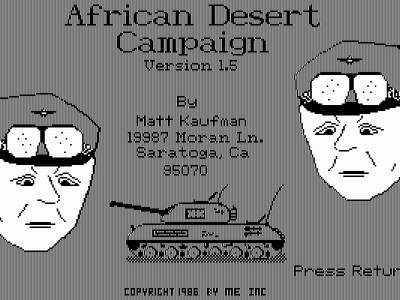 African Desert
Campaign
Version 1.5
By
Matt Kaufman
19987 Moran Ln.
Saratoga, Ca
95070
Press Retur
COPYRIGHT 1986 BY ME INC